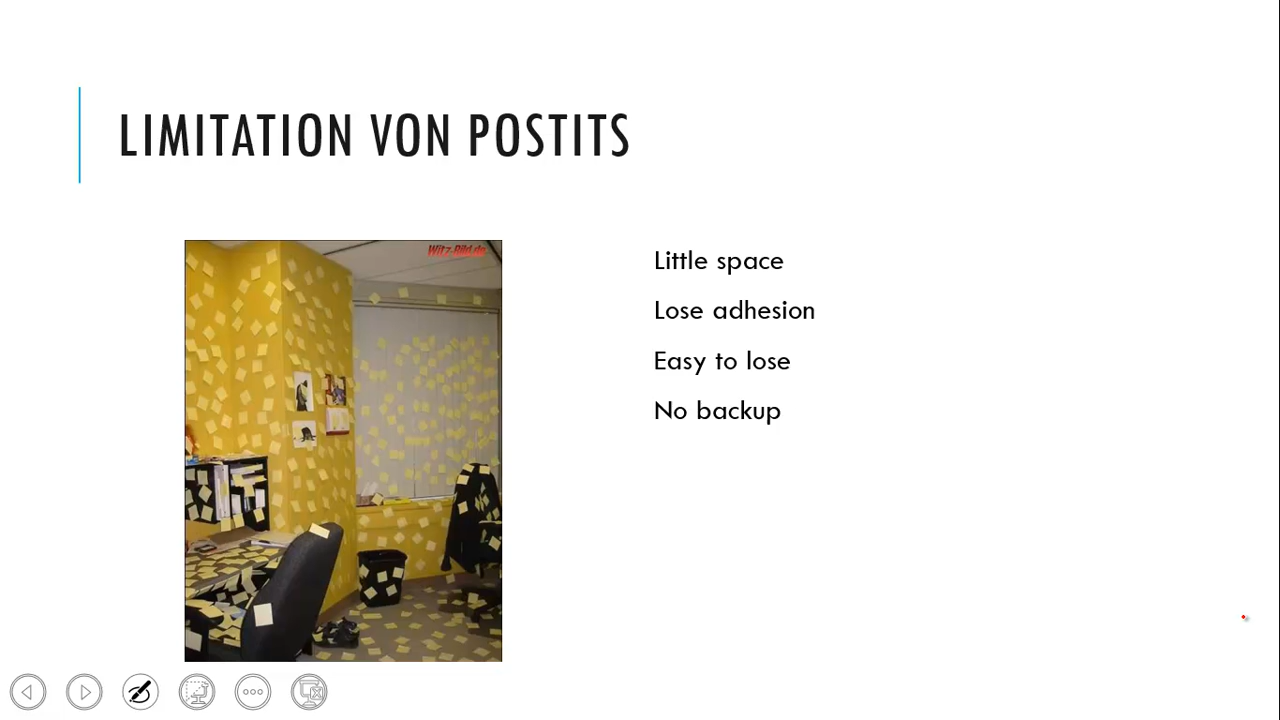 LIMITATION VON POSTITS
Witz-Bild.de
Little space
Lose adhesion
Easy to lose
No backup